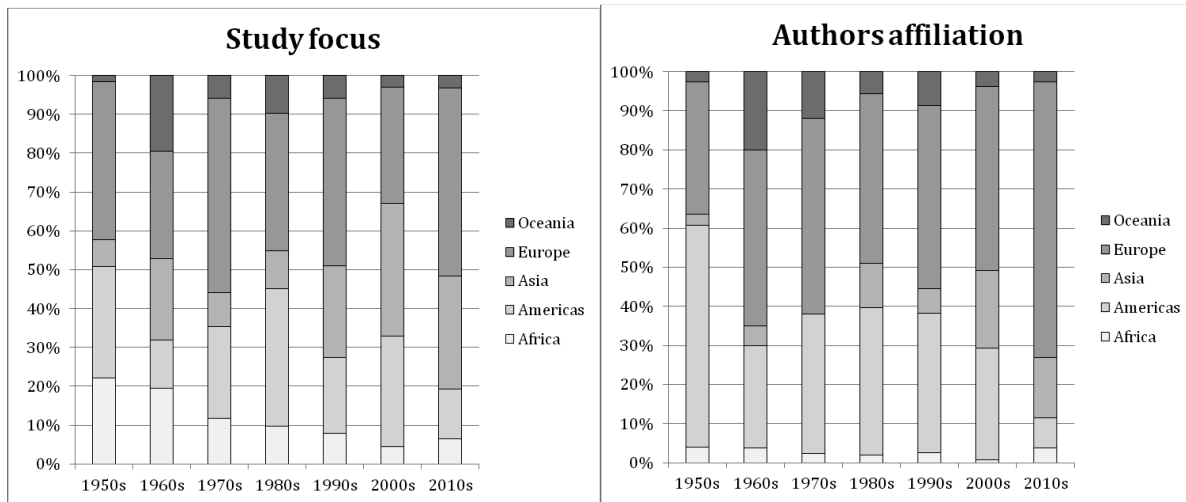 Study focus
100%
90%
80%
70%
60%
50%
40%
30%
20%
10%
0%
1950s 1960s 1970s 1980s 1990s 2000s 2010s
Oceania
Europe
Asia
Americas
Africa
Authors affiliation
100%
90%
80%
70%
60%
50%
40%
30%
20%
10%
0%
1950s 1960s 1970s 1980s 1990s 2000s 2010s
Oceania
Europe
Asia
Americas
Africa